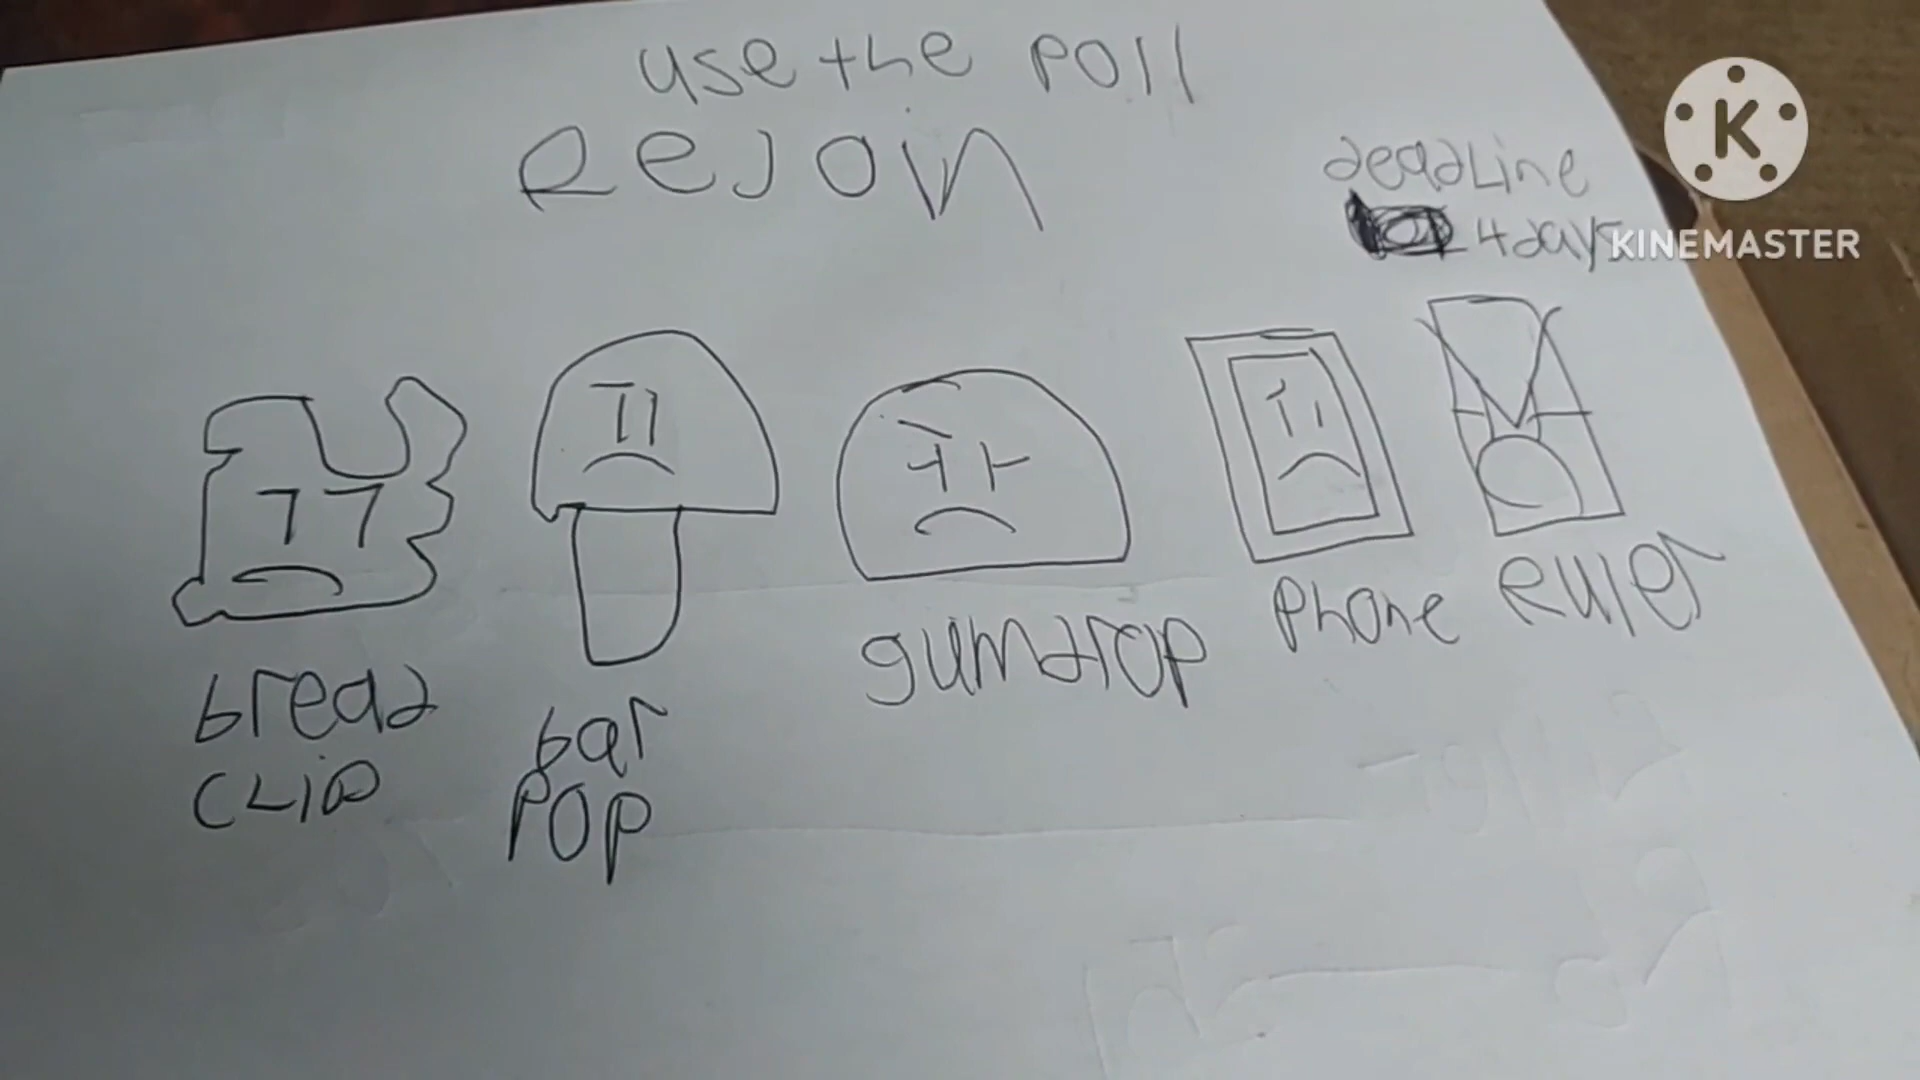 use the poll
Rejoin
deadLine
4days
K
KINEMASTER
bread
cLip
bar
pop
gumdrop
phone
Ruler